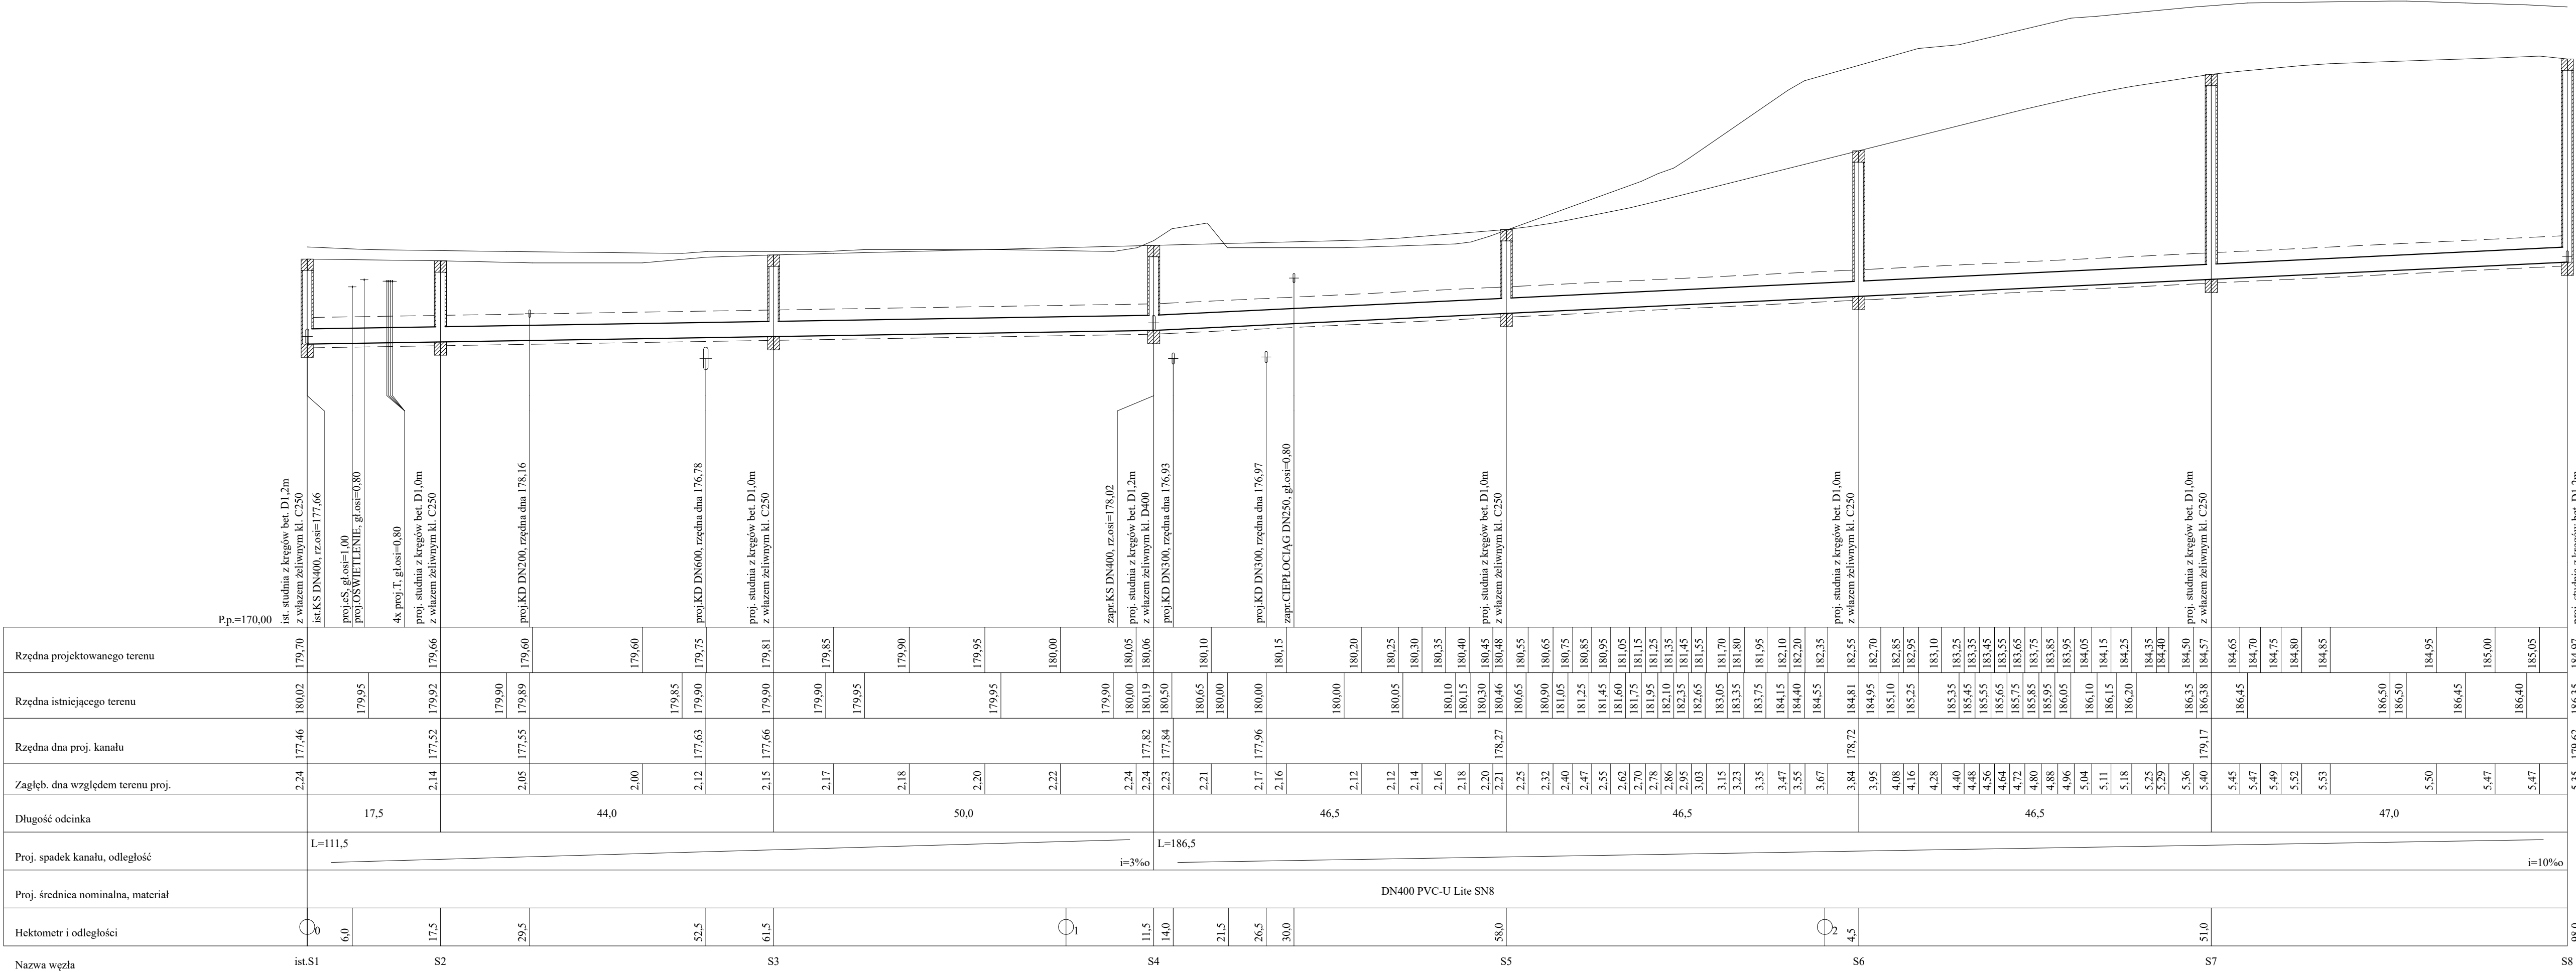 ist. studnia z kręgów bet. D1,2m
z włazem żeliwnym kl. C250
ist.KS DN400, rz.osi=177,66
proj.eS, gł.osi=1,00
proj.OŚWIETLENIE, gł.osi=0,80
4x proj.T, gł.osi=0,80
proj. studnia z kręgów bet. D1,0m
z włazem żeliwnym kl. C250
proj.KD DN200, rzędna dna 178,16
proj.KD DN600, rzędna dna 176,78
proj. studnia z kręgów bet. D1,0m
z włazem żeliwnym kl. C250
zapr.KS DN400, rz.osi=178,02
proj. studnia z kręgów bet. D1,2m
z włazem żeliwnym kl. D400
proj.KD DN300, rzędna dna 176,93
proj.KD DN300, rzędna dna 176,97
zapr.CIEPŁOCIĄG DN250, gł.osi=0,80
proj. studnia z kręgów bet. D1,0m
z włazem żeliwnym kl. C250
proj. studnia z kręgów bet. D1,0m
z włazem żeliwnym kl. C250
proj. studnia z kręgów bet. D1,0m
z włazem żeliwnym kl. C250
P.p.=170,00
Rzędna projektowanego terenu 179,70 179,66 179,60 179,60 179,75 179,81 179,85 179,90 179,95 180,00 180,05 180,06 180,10 180,15 180,20 180,25 180,30 180,35 180,40 180,45 180,48 180,55 180,65 180,75 180,85 180,95 181,05 181,15 181,25 181,35 181,45 181,55 181,70 181,80 181,95 182,10 182,20 182,35 182,55 182,70 182,85 182,95 183,10 183,25 183,35 183,45 183,55 183,65 183,75 183,85 183,95 184,05 184,15 184,25 184,35 184,40 184,50 184,57 184,65 184,70 184,75 184,80 184,85 184,95 185,00 185,05 184,97
Rzędna istniejącego terenu 180,02 179,95 179,92 179,90 179,89 179,85 179,90 179,90 179,90 179,95 179,95 179,90 180,00 180,19 180,50 180,65 180,00 180,00 180,00 180,05 180,10 180,15 180,30 180,46 180,65 180,90 181,05 181,25 181,45 181,60 181,75 181,95 182,10 182,35 182,65 183,05 183,35 183,75 184,15 184,40 184,55 184,81 184,95 185,10 185,25 185,35 185,45 185,55 185,65 185,75 185,85 185,95 186,05 186,10 186,15 186,20 186,35 186,38 186,45 186,50 186,50 186,45 186,40 186,35
Rzędna dna proj. kanału 177,46 177,52 177,55 177,63 177,66 177,82 177,84 177,96 178,27 178,72 179,17 179,62
Zagłęb. dna względem terenu proj. 2,24 2,14 2,05 2,00 2,12 2,15 2,17 2,18 2,20 2,22 2,24 2,24 2,23 2,21 2,17 2,16 2,12 2,12 2,14 2,16 2,18 2,20 2,21 2,25 2,32 2,40 2,47 2,55 2,62 2,70 2,78 2,86 2,95 3,03 3,15 3,23 3,35 3,47 3,55 3,67 3,84 3,95 4,08 4,16 4,28 4,40 4,48 4,56 4,64 4,72 4,80 4,88 4,96 5,04 5,11 5,18 5,25 5,29 5,36 5,40 5,45 5,47 5,49 5,52 5,53 5,50 5,47 5,47 5,35
Długość odcinka 17,5 44,0 50,0 46,5 46,5 46,5 47,0
L=111,5 L=186,5
Proj. spadek kanału, odległość
i=3%o i=10%o
Proj. średnica nominalna, materiał DN400 PVC-U Lite SN8
Hektometr i odległości 0 6,0 17,5 29,5 52,5 61,5 1 11,5 14,0 21,5 26,5 30,0 58,0 2 4,5 51,0 98,0
Nazwa węzła ist.S1 S2 S3 S4 S5 S6 S7 S8